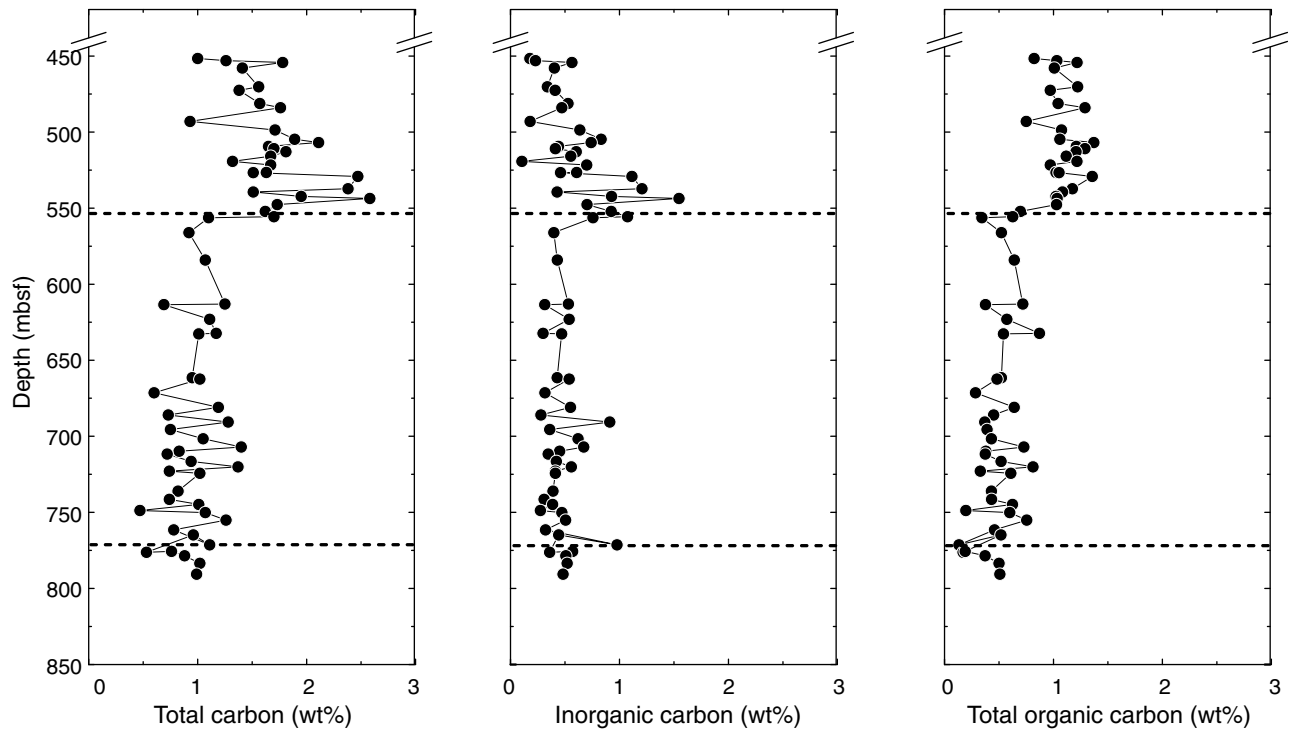 Depth (mbsf)
450
500
550
600
650
700
750
800
850
0 1 2 3
Total carbon (wt%)
0 1 2 3
Inorganic carbon (wt%)
0 1 2 3
Total organic carbon (wt%)